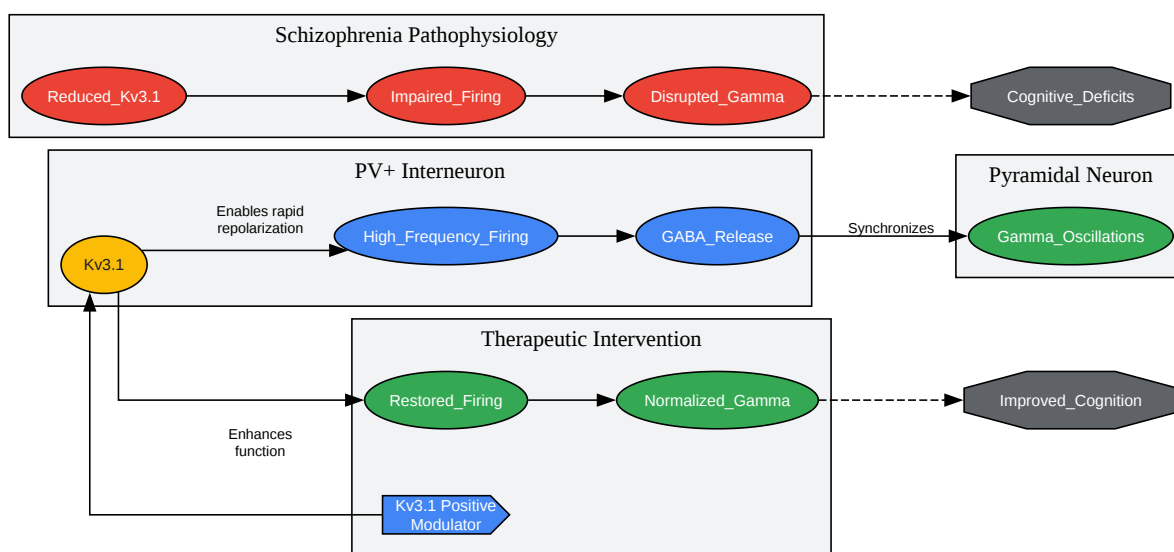 Schizophrenia Pathophysiology
Reduced_Kv3.1
Impaired_Firing
Disrupted_Gamma
Cognitive_Deficits
PV+ Interneuron
Pyramidal Neuron
Enables rapid
repolarization
Kv3.1
High_Frequency_Firing
GABA_Release
Synchronizes
Gamma_Oscillations
Therapeutic Intervention
Restored_Firing
Normalized_Gamma
Improved_Cognition
Enhances
function
Kv3.1 Positive
Modulator